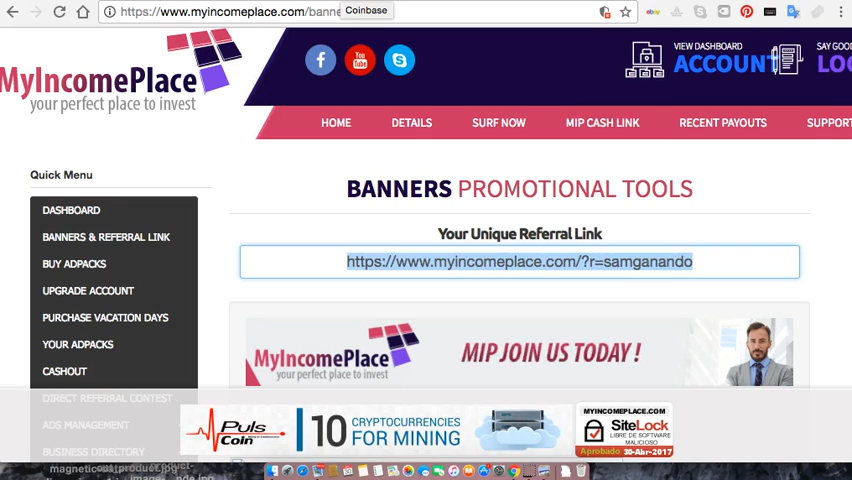 Coinbase
https://www.myincomeplace.com/banne
ebay
MyIncomePlace
your perfect place to invest
You
Tube
VIEW DASHBOARD
ACCOUNT
SAY GOO
LO
HOME
DETAILS
SURF NOW
MIP CASH LINK
RECENT PAYOUTS
SUPPORT
Quick Menu
DASHBOARD
BANNERS & REFERRAL LINK
BUY ADPACKS
UPGRADE ACCOUNT
PURCHASE VACATION DAYS
YOUR ADPACKS
CASHOUT
DIRECT REFERRAL CONTEST
ADS MANAGEMENT
BUSINESS DIRECTORY
BANNERS PROMOTIONAL TOOLS
Your Unique Referral Link
https://www.myincomeplace.com/?r=samganando
MyIncomePlace
your perfect place to invest
MIP JOIN US TODAY !
Puls
Coin
10 CRYPTOCURRENCIES
FOR MINING
MYINCOMEPLACE.COM
SiteLock
LIBRE DE SOFTWARE
MALICIOSO
Aprobado 30-Abr-2017